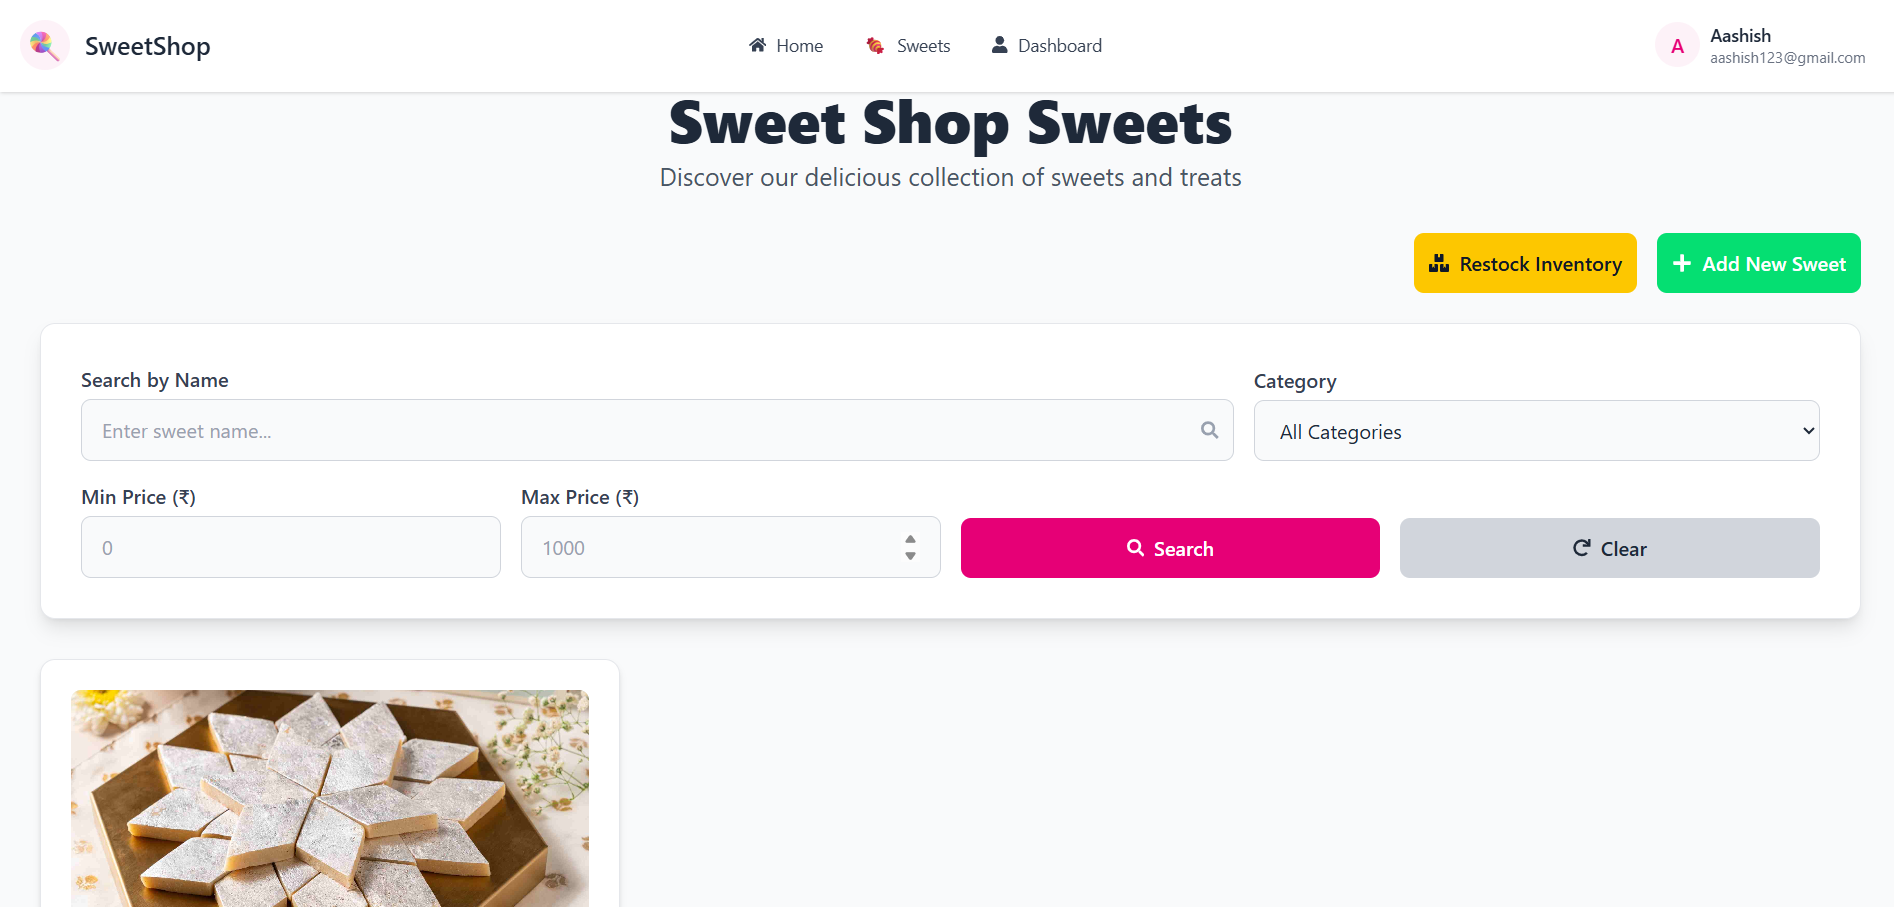 SweetShop
Home
Sweets
Dashboard
A
Aashish
aashish123@gmail.com
Sweet Shop Sweets
Discover our delicious collection of sweets and treats
Restock Inventory
Add New Sweet
Search by Name
Category
Enter sweet name...
All Categories
Min Price (₹)
Max Price (₹)
0
1000
Search
Clear